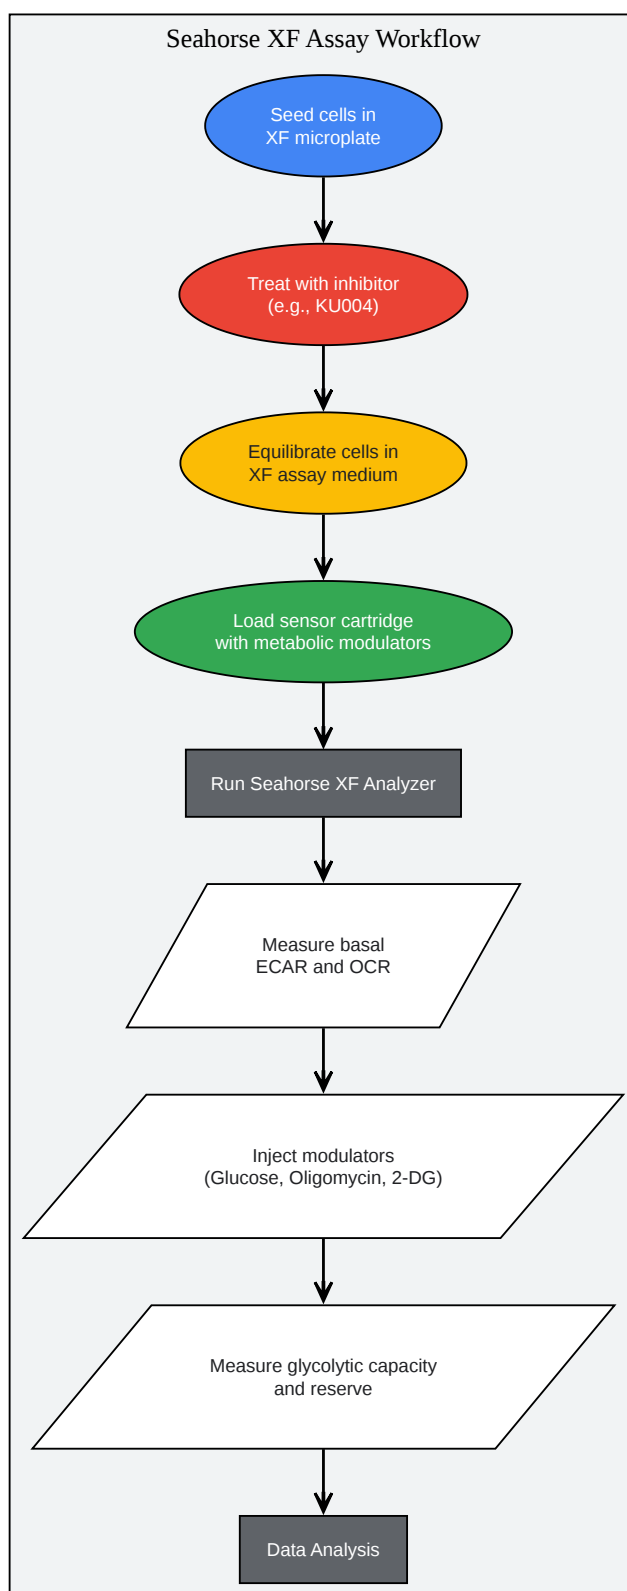 Seahorse XF Assay Workflow
Seed cells in
XF microplate
Treat with inhibitor
(e.g., KU004)
Equilibrate cells in
XF assay medium
Load sensor cartridge
with metabolic modulators
Run Seahorse XF Analyzer
Measure basal
ECAR and OCR
Inject modulators
(Glucose, Oligomycin, 2-DG)
Measure glycolytic capacity
and reserve
Data Analysis